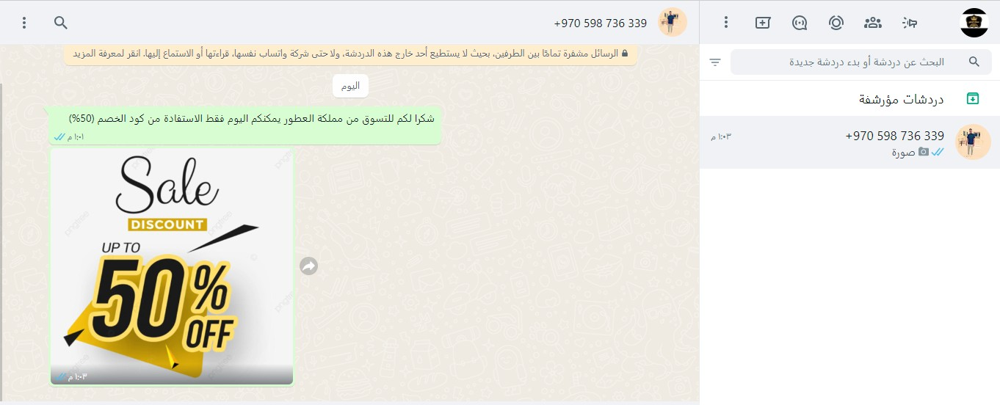 +970 598 736 339
الرسائل مشفرة تمامًا بين الطرفين، بحيث لا يستطيع أحد خارج هذه الدردشة، ولا حتى شركة واتساب نفسها، قراءتها أو الاستماع إليها. انقر لمعرفة المزيد
اليوم
شكرا لكم للتسوق من مملكة العطور يمكنكم اليوم فقط الاستفادة من كود الخصم (50%)
١:٠١ م
Sale
DISCOUNT
UP TO
50%
OFF
pngtree
١:٠٣ م
البحث عن دردشة أو بدء دردشة جديدة
دردشات مؤرشفة
+970 598 736 339
١:٠٣ م
صورة